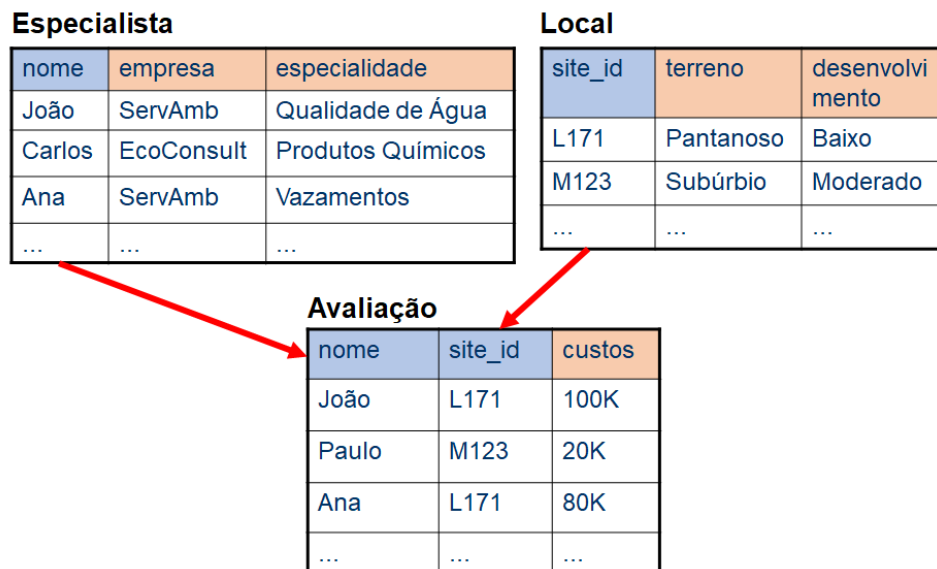 Especialista
nome empresa especialidade
João ServAmb Qualidade de Água
Carlos EcoConsult Produtos Químicos
Ana ServAmb Vazamentos
... ... ...
Local
site_id terreno desenvolvi
mento
L171 Pantanoso Baixo
M123 Subúrbio Moderado
... ... ...
Avaliação
nome site_id custos
João L171 100K
Paulo M123 20K
Ana L171 80K
... ... ...